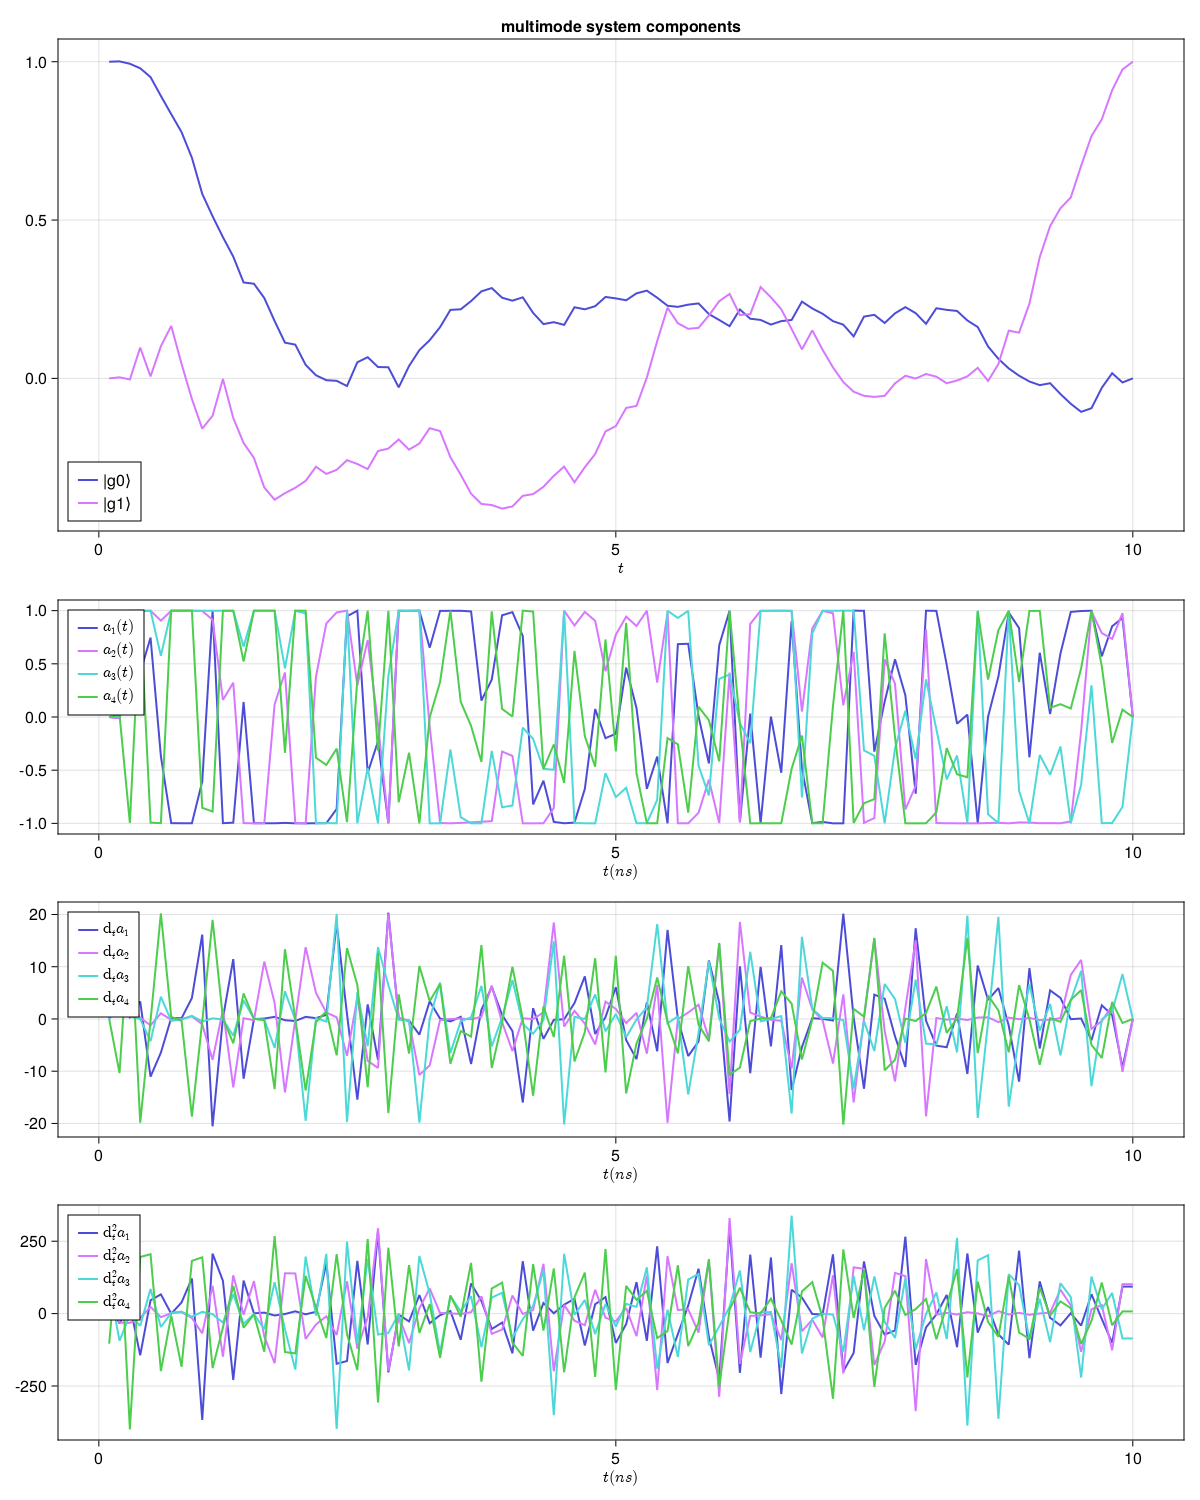 multimode system components
1.0
0.5
0.0
|g0⟩
|g1⟩
0 5 10
t
1.0
0.5
0.0
-0.5
-1.0
a₁(t)
a₂(t)
a₃(t)
a₄(t)
0 5 10
t(ns)
20
10
0
-10
-20
dₜa₁
dₜa₂
dₜa₃
dₜa₄
0 5 10
t(ns)
250
0
-250
d²ₜa₁
d²ₜa₂
d²ₜa₃
d²ₜa₄
0 5 10
t(ns)